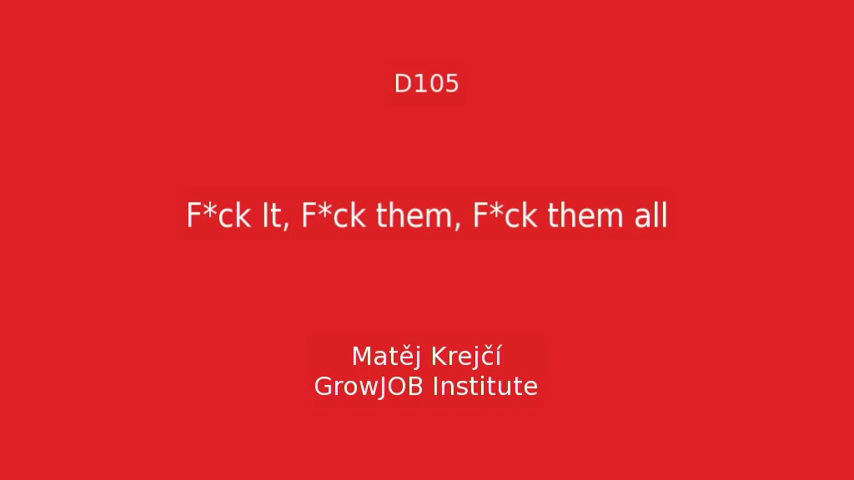 D105
F*ck It, F*ck them, F*ck them all
Matěj Krejčí
GrowJOB Institute